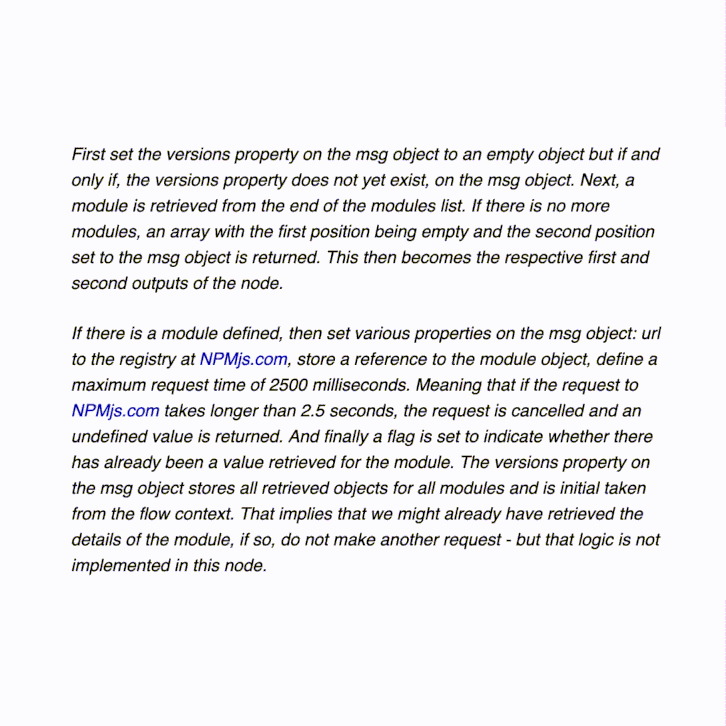 First set the versions property on the msg object to an empty object but if and
only if, the versions property does not yet exist, on the msg object. Next, a
module is retrieved from the end of the modules list. If there is no more
modules, an array with the first position being empty and the second position
set to the msg object is returned. This then becomes the respective first and
second outputs of the node.
If there is a module defined, then set various properties on the msg object: url
to the registry at NPMjs.com, store a reference to the module object, define a
maximum request time of 2500 milliseconds. Meaning that if the request to
NPMjs.com takes longer than 2.5 seconds, the request is cancelled and an
undefined value is returned. And finally a flag is set to indicate whether there
has already been a value retrieved for the module. The versions property on
the msg object stores all retrieved objects for all modules and is initial taken
from the flow context. That implies that we might already have retrieved the
details of the module, if so, do not make another request - but that logic is not
implemented in this node.